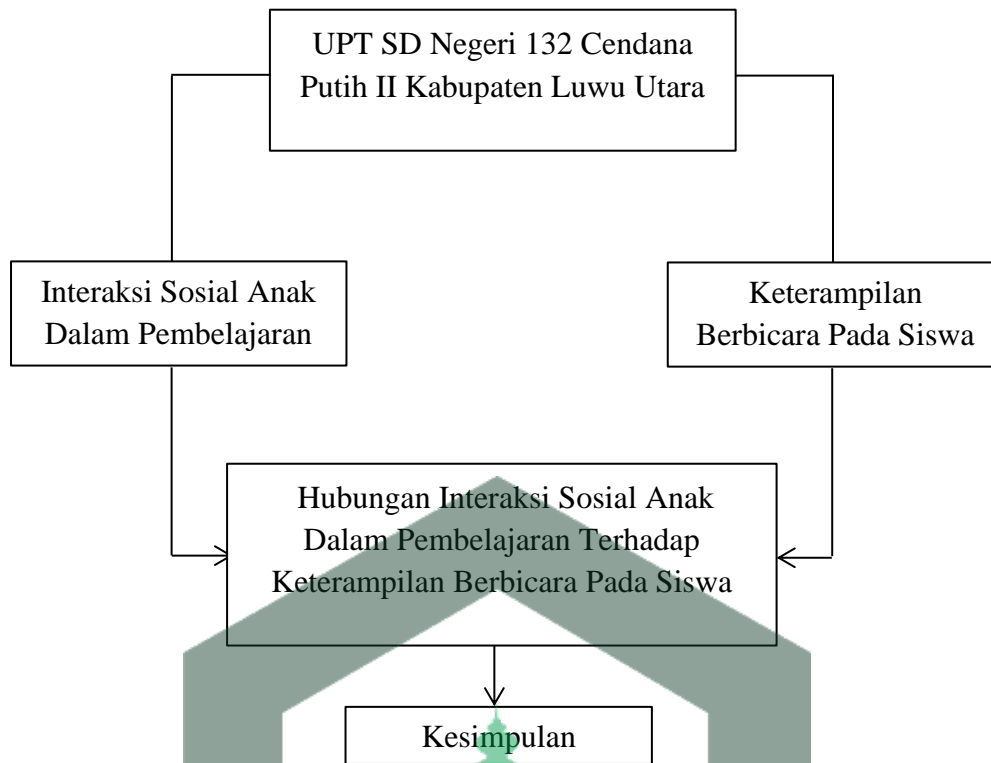 UPT SD Negeri 132 Cendana
Putih II Kabupaten Luwu Utara
Interaksi Sosial Anak
Dalam Pembelajaran
Keterampilan
Berbicara Pada Siswa
Hubungan Interaksi Sosial Anak
Dalam Pembelajaran Terhadap
Keterampilan Berbicara Pada Siswa
Kesimpulan